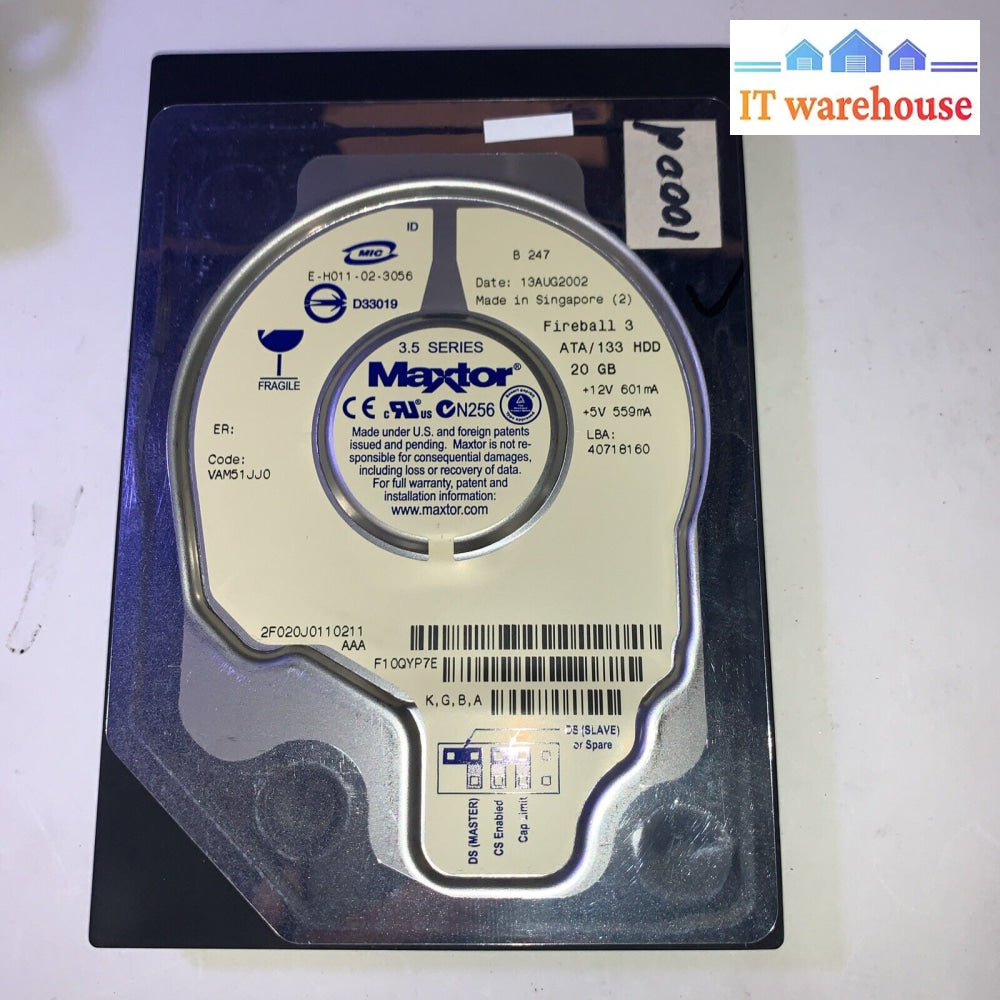 IT warehouse
ID
MIC
E-H011-02-3056
D33019
FRAGILE
ER:
Code:
VAM51JJ0
B 247
Date: 13AUG2002
Made in Singapore (2)
Fireball 3
ATA/133 HDD
20 GB
+12V 601mA
+5V 559mA
LBA:
40718160
3.5 SERIES
Maxtor®
CE c RU us N256
Made under U.S. and foreign patents
issued and pending. Maxtor is not re-
sponsible for consequential damages,
including loss or recovery of data.
For full warranty, patent and
installation information:
www.maxtor.com
2F020J0110211
AAA
F10QYP7E
K,G,B,A
DS (SLAVE)
or Spare
DS (MASTER)
CS Enabled
Cap Limit